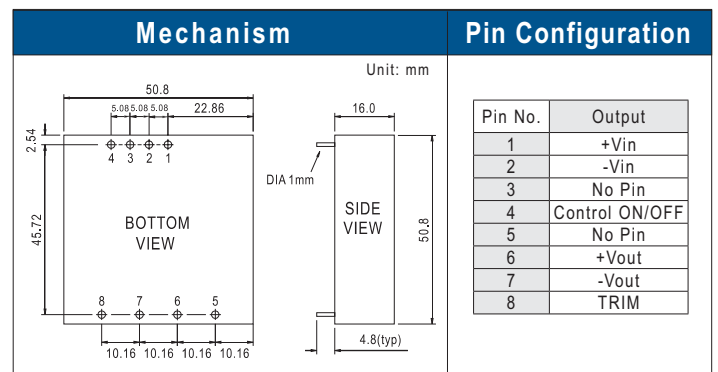 Mechanism
Pin Configuration
Unit: mm
50.8
5.08 5.08 5.08
22.86
2.54
4 3 2 1
45.72
BOTTOM
VIEW
8 7 6 5
10.16 10.16 10.16 10.16
16.0
DIA 1mm
SIDE
VIEW
50.8
4.8(typ)
Pin No. Output
1 +Vin
2 -Vin
3 No Pin
4 Control ON/OFF
5 No Pin
6 +Vout
7 -Vout
8 TRIM